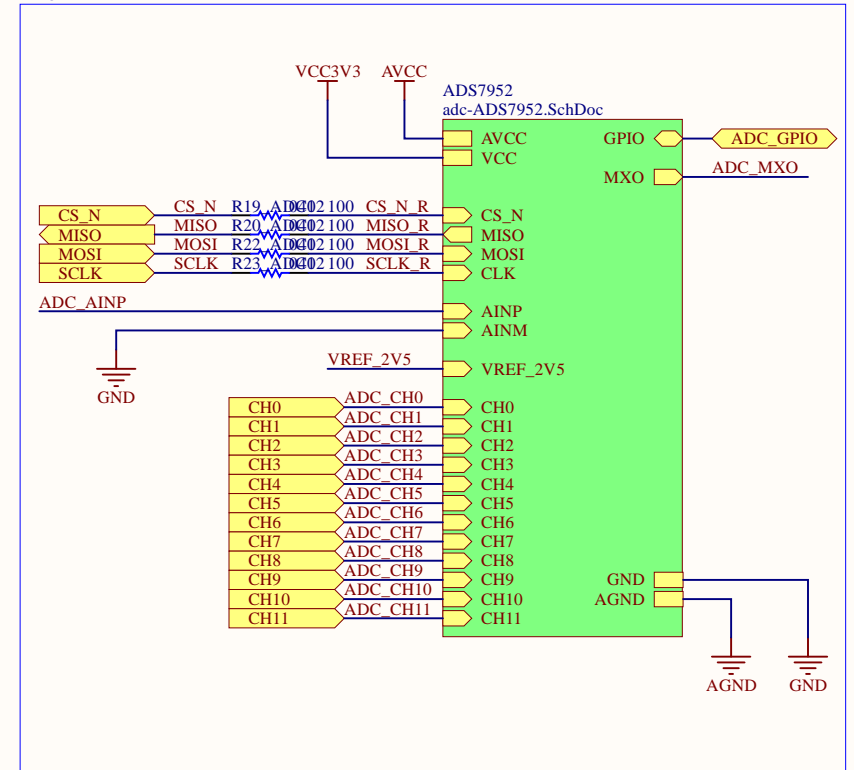 VCC3V3 AVCC
ADS7952
adc-ADS7952.SchDoc
AVCC GPIO ADC_GPIO
VCC
MXO ADC_MXO
CS_N CS_N R19 100 CS_N_R CS_N
MISO MISO R20 100 MISO_R MISO
MOSI MOSI R22 100 MOSI_R MOSI
SCLK SCLK R23 100 SCLK_R CLK
ADC_AINP AINP
AINM
GND
VREF_2V5 VREF_2V5
CH0 ADC_CH0 CH0
CH1 ADC_CH1 CH1
CH2 ADC_CH2 CH2
CH3 ADC_CH3 CH3
CH4 ADC_CH4 CH4
CH5 ADC_CH5 CH5
CH6 ADC_CH6 CH6
CH7 ADC_CH7 CH7
CH8 ADC_CH8 CH8
CH9 ADC_CH9 CH9 GND
CH10 ADC_CH10 CH10 AGND
CH11 ADC_CH11 CH11
AGND GND